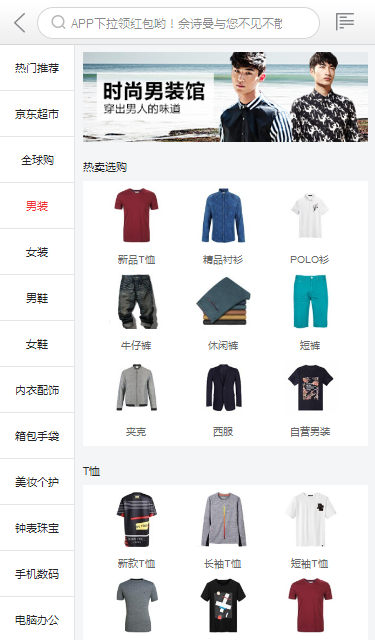 APP下拉领红包哟！佘诗曼与您不见不散
热门推荐
京东超市
全球购
男装
女装
男鞋
女鞋
内衣配饰
箱包手袋
美妆个护
钟表珠宝
手机数码
电脑办公
时尚男装馆
穿出男人的味道
热卖选购
新品T恤
精品衬衫
POLO衫
牛仔裤
休闲裤
短裤
夹克
西服
自营男装
T恤
新款T恤
长袖T恤
短袖T恤